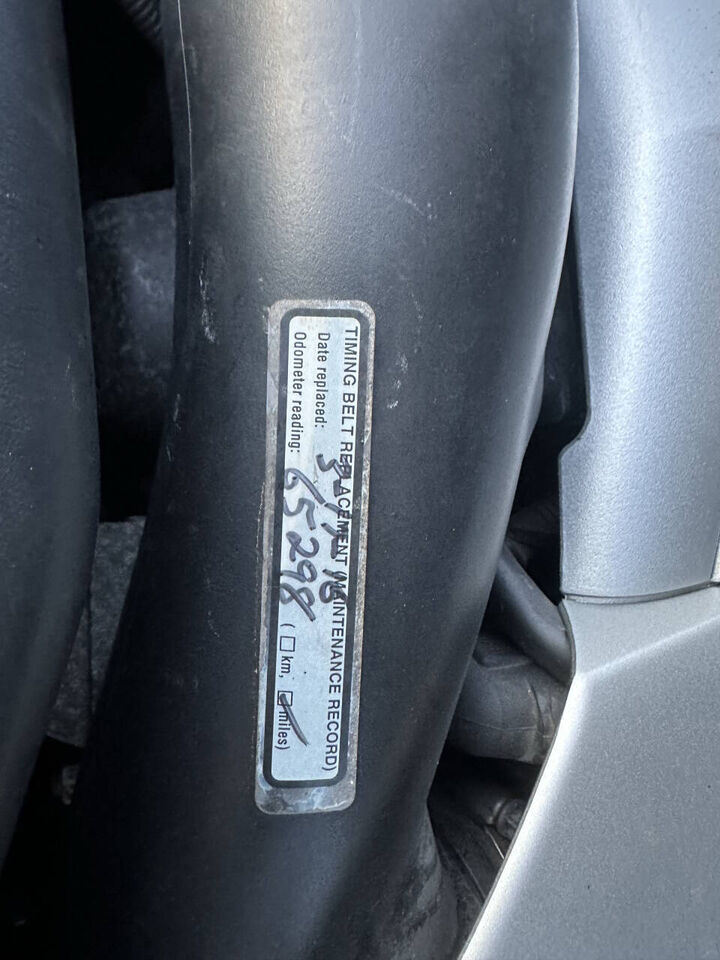 TIMING BELT REPLACEMENT (MAINTENANCE RECORD)
Date replaced:
Odometer reading: 65298 ( □ km, ☑ miles)